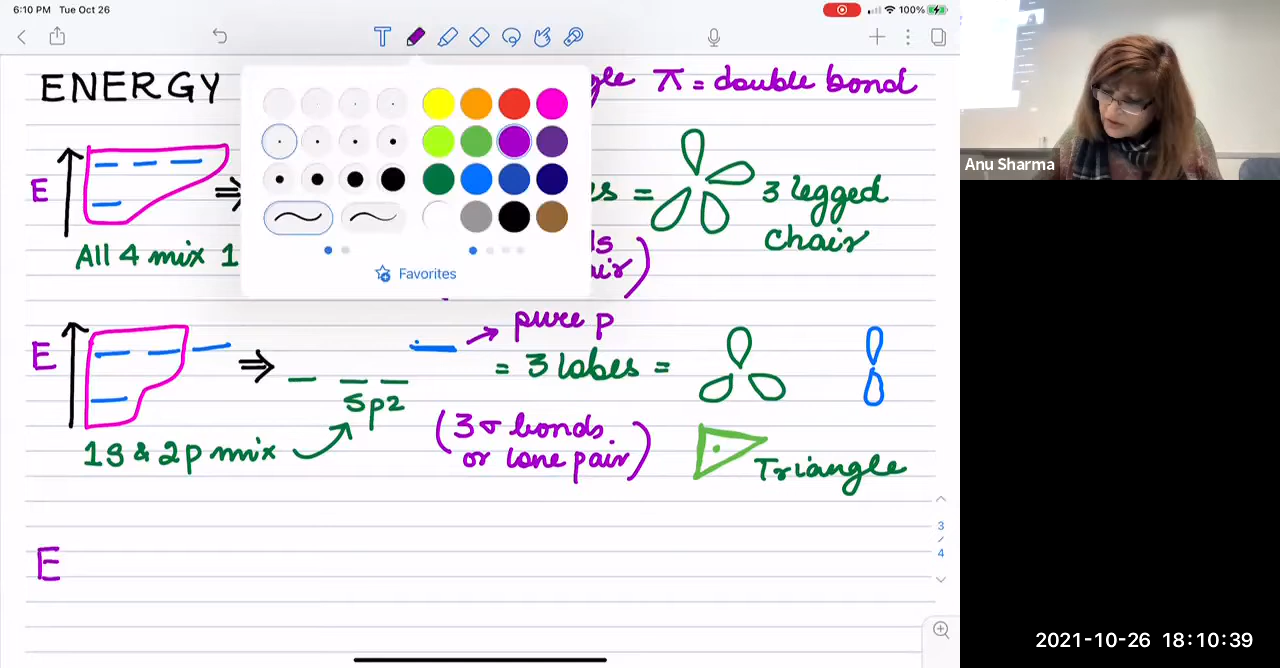 6:10 PM Tue Oct 26
100%
ENERGY
π = double bond
E
= 3 legged
chair
All 4 mix 1
Favorites
Anu Sharma
pure p
E
= 3 lobes =
sp2
(3σ bonds
or lone pair)
1s & 2p mix
Triangle
3
4
E
2021-10-26 18:10:39